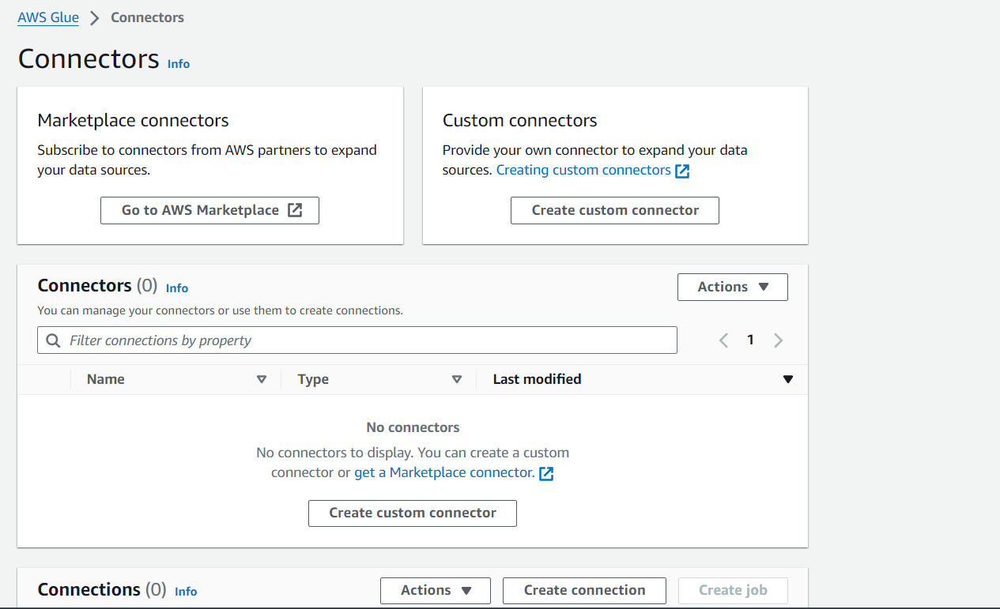 AWS Glue Connectors
Connectors Info
Marketplace connectors
Subscribe to connectors from AWS partners to expand
your data sources.
Go to AWS Marketplace
Custom connectors
Provide your own connector to expand your data
sources. Creating custom connectors
Create custom connector
Connectors (0) Info
Actions
You can manage your connectors or use them to create connections.
Filter connections by property
1
Name Type Last modified
No connectors
No connectors to display. You can create a custom
connector or get a Marketplace connector.
Create custom connector
Connections (0) Info Actions Create connection Create job